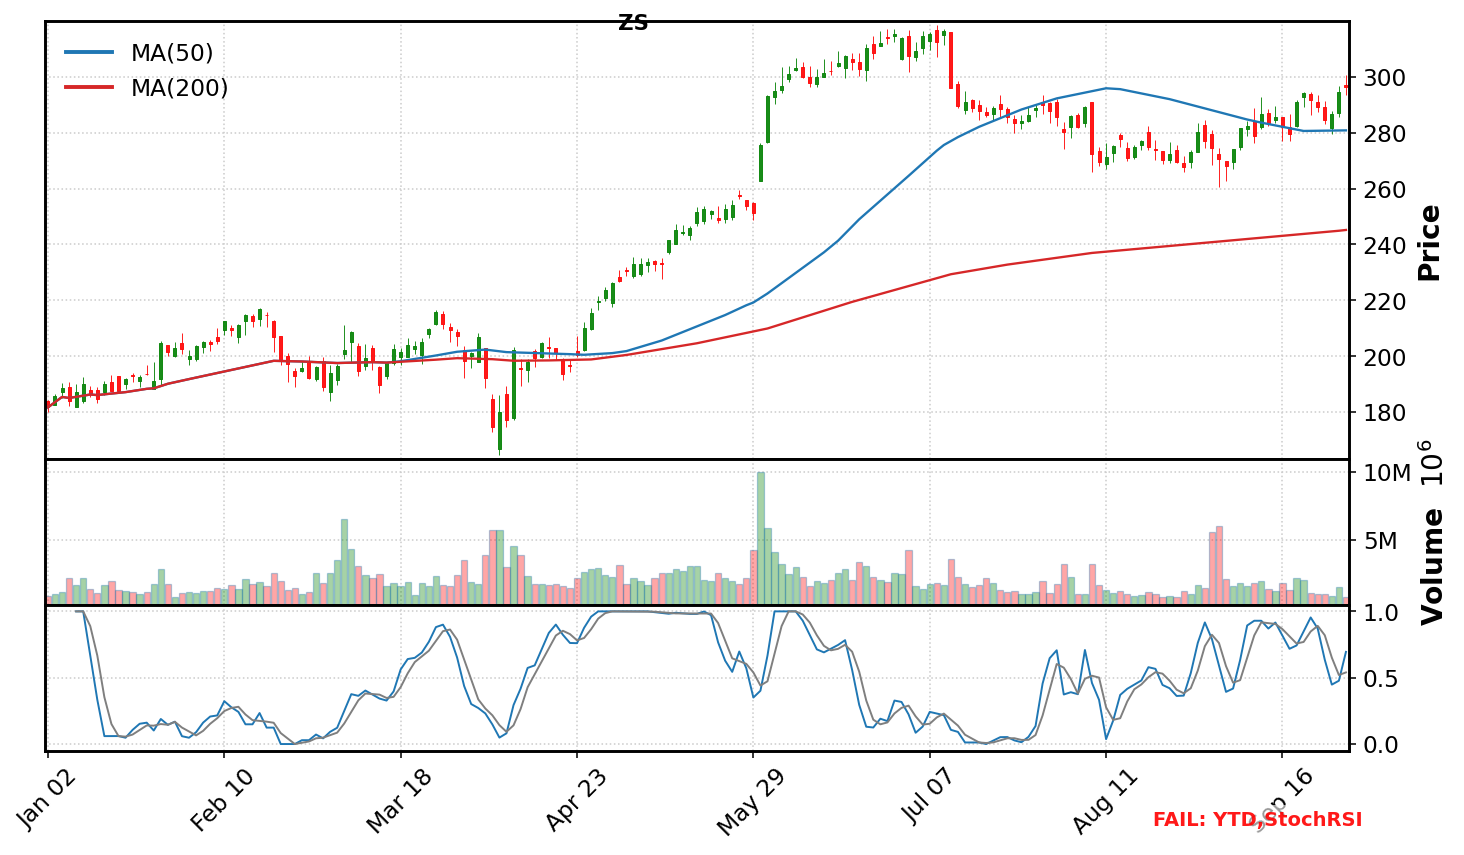 ZS
MA(50)
MA(200)
300
280
260
240
220
200
180
Price
10M
5M
Volume 10^6
1.0
0.5
0.0
Jan 02
Feb 10
Mar 18
Apr 23
May 29
Jul 07
Aug 11
Sep 16
FAIL: YTD, StochRSI